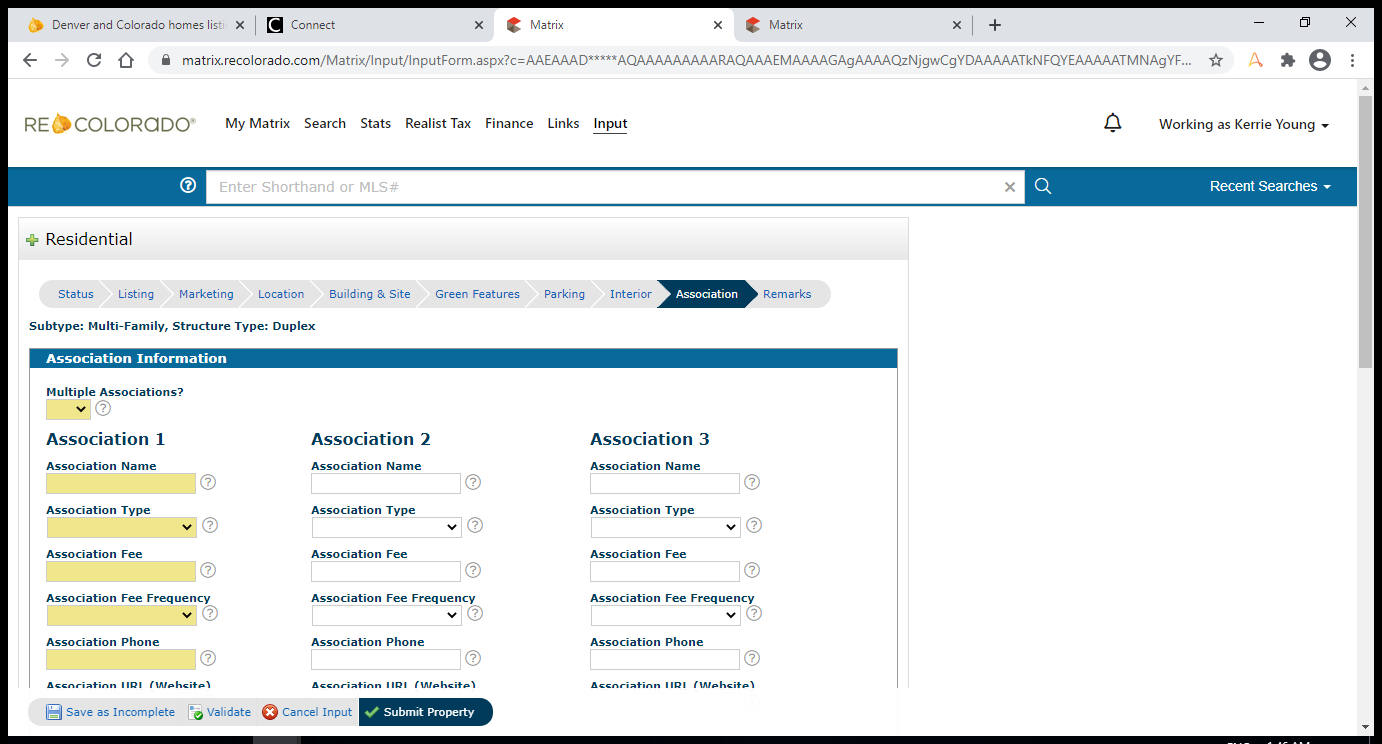 Denver and Colorado homes listi
Connect
Matrix
Matrix
matrix.recolorado.com/Matrix/Input/InputForm.aspx?c=AAEAAAD*****AQAAAAAAAAARAQAAAEMAAAAGAgAAAAQzNjgwCgYDAAAAATkNFQYEAAAAATMNAgYF...
RECOLORADO®
My Matrix Search Stats Realist Tax Finance Links Input
Working as Kerrie Young
Enter Shorthand or MLS#
Recent Searches
Residential
Status Listing Marketing Location Building & Site Green Features Parking Interior Association Remarks
Subtype: Multi-Family, Structure Type: Duplex
Association Information
Multiple Associations?
Association 1 Association 2 Association 3
Association Name Association Name Association Name
Association Type Association Type Association Type
Association Fee Association Fee Association Fee
Association Fee Frequency Association Fee Frequency Association Fee Frequency
Association Phone Association Phone Association Phone
Association URL (Website) Association URL (Website) Association URL (Website)
Save as Incomplete Validate Cancel Input Submit Property